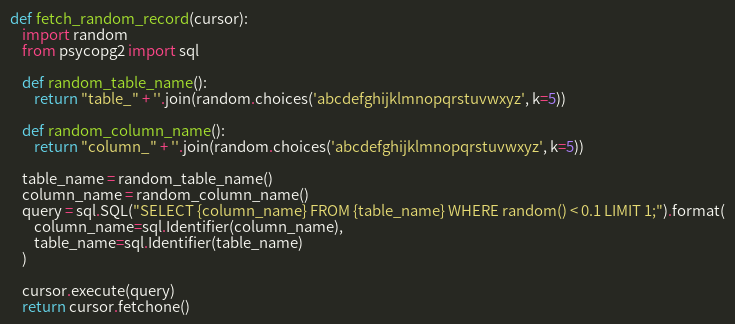 def fetch_random_record(cursor):
    import random
    from psycopg2 import sql

    def random_table_name():
        return "table_" + ''.join(random.choices('abcdefghijklmnopqrstuvwxyz', k=5))

    def random_column_name():
        return "column_" + ''.join(random.choices('abcdefghijklmnopqrstuvwxyz', k=5))

    table_name = random_table_name()
    column_name = random_column_name()
    query = sql.SQL("SELECT {column_name} FROM {table_name} WHERE random() < 0.1 LIMIT 1;").format(
        column_name=sql.Identifier(column_name),
        table_name=sql.Identifier(table_name)
    )

    cursor.execute(query)
    return cursor.fetchone()